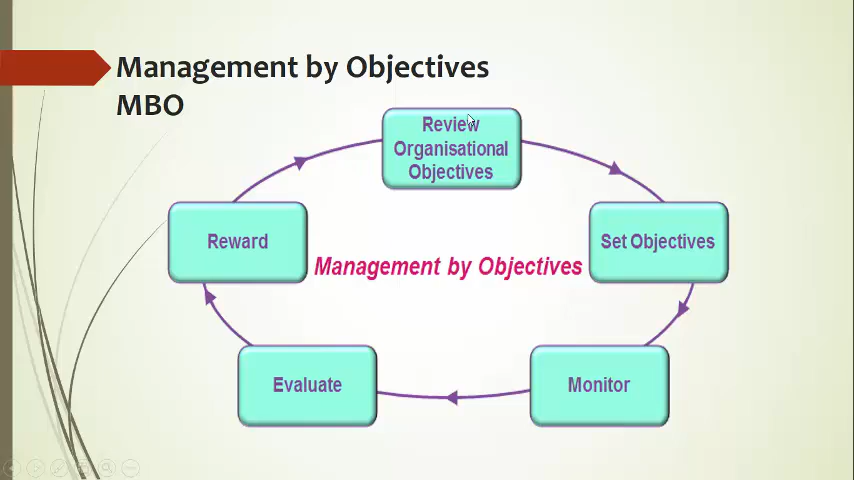 Management by Objectives
MBO
Review
Organisational
Objectives
Reward
Set Objectives
Management by Objectives
Evaluate
Monitor